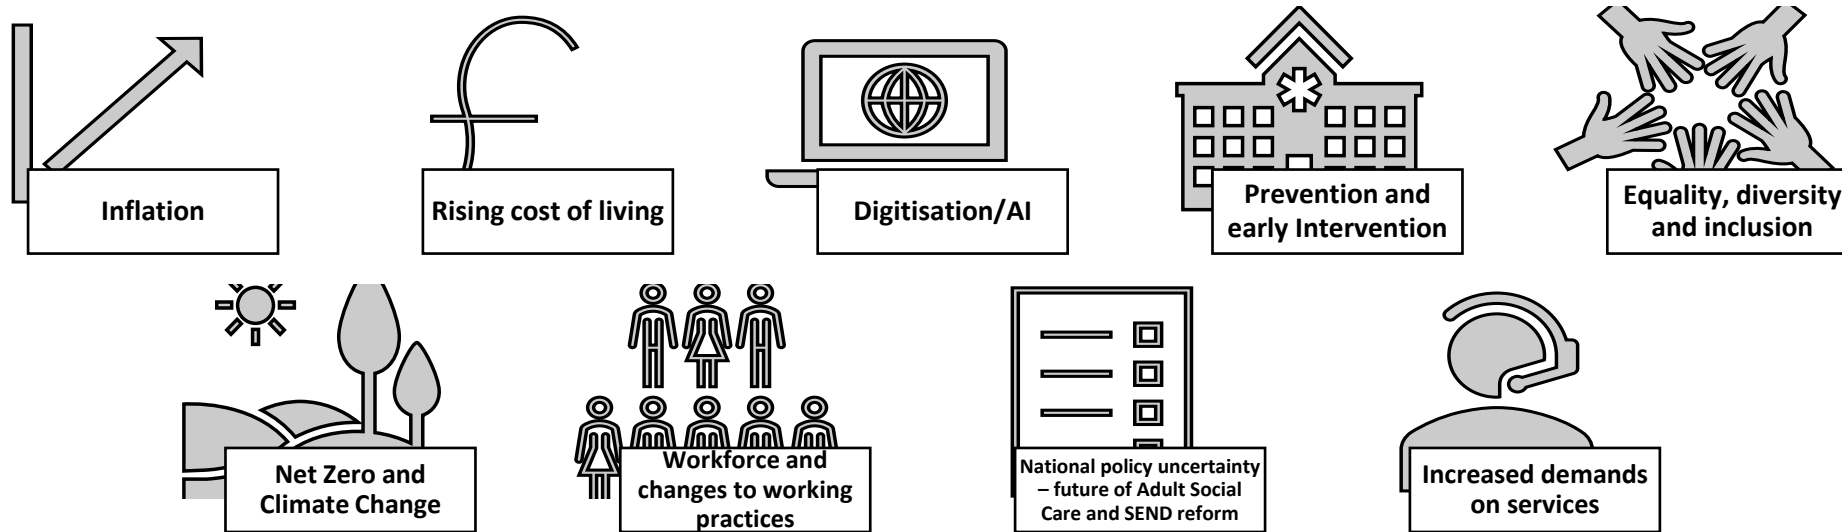 Inflation
Rising cost of living
Digitisation/AI
Prevention and
early Intervention
Equality, diversity
and inclusion
Net Zero and
Climate Change
Workforce and
changes to working
practices
National policy uncertainty
– future of Adult Social
Care and SEND reform
Increased demands
on services